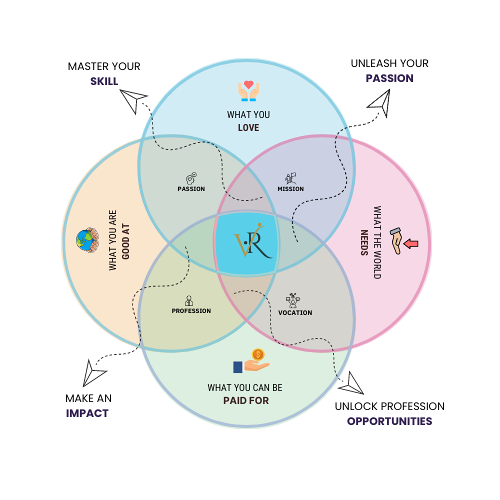 MASTER YOUR
SKILL
UNLEASH YOUR
PASSION
WHAT YOU
LOVE
PASSION
MISSION
WHAT YOU ARE
GOOD AT
VR
WHAT THE WORLD
NEEDS
PROFESSION
VOCATION
WHAT YOU CAN BE
PAID FOR
MAKE AN
IMPACT
UNLOCK PROFESSION
OPPORTUNITIES